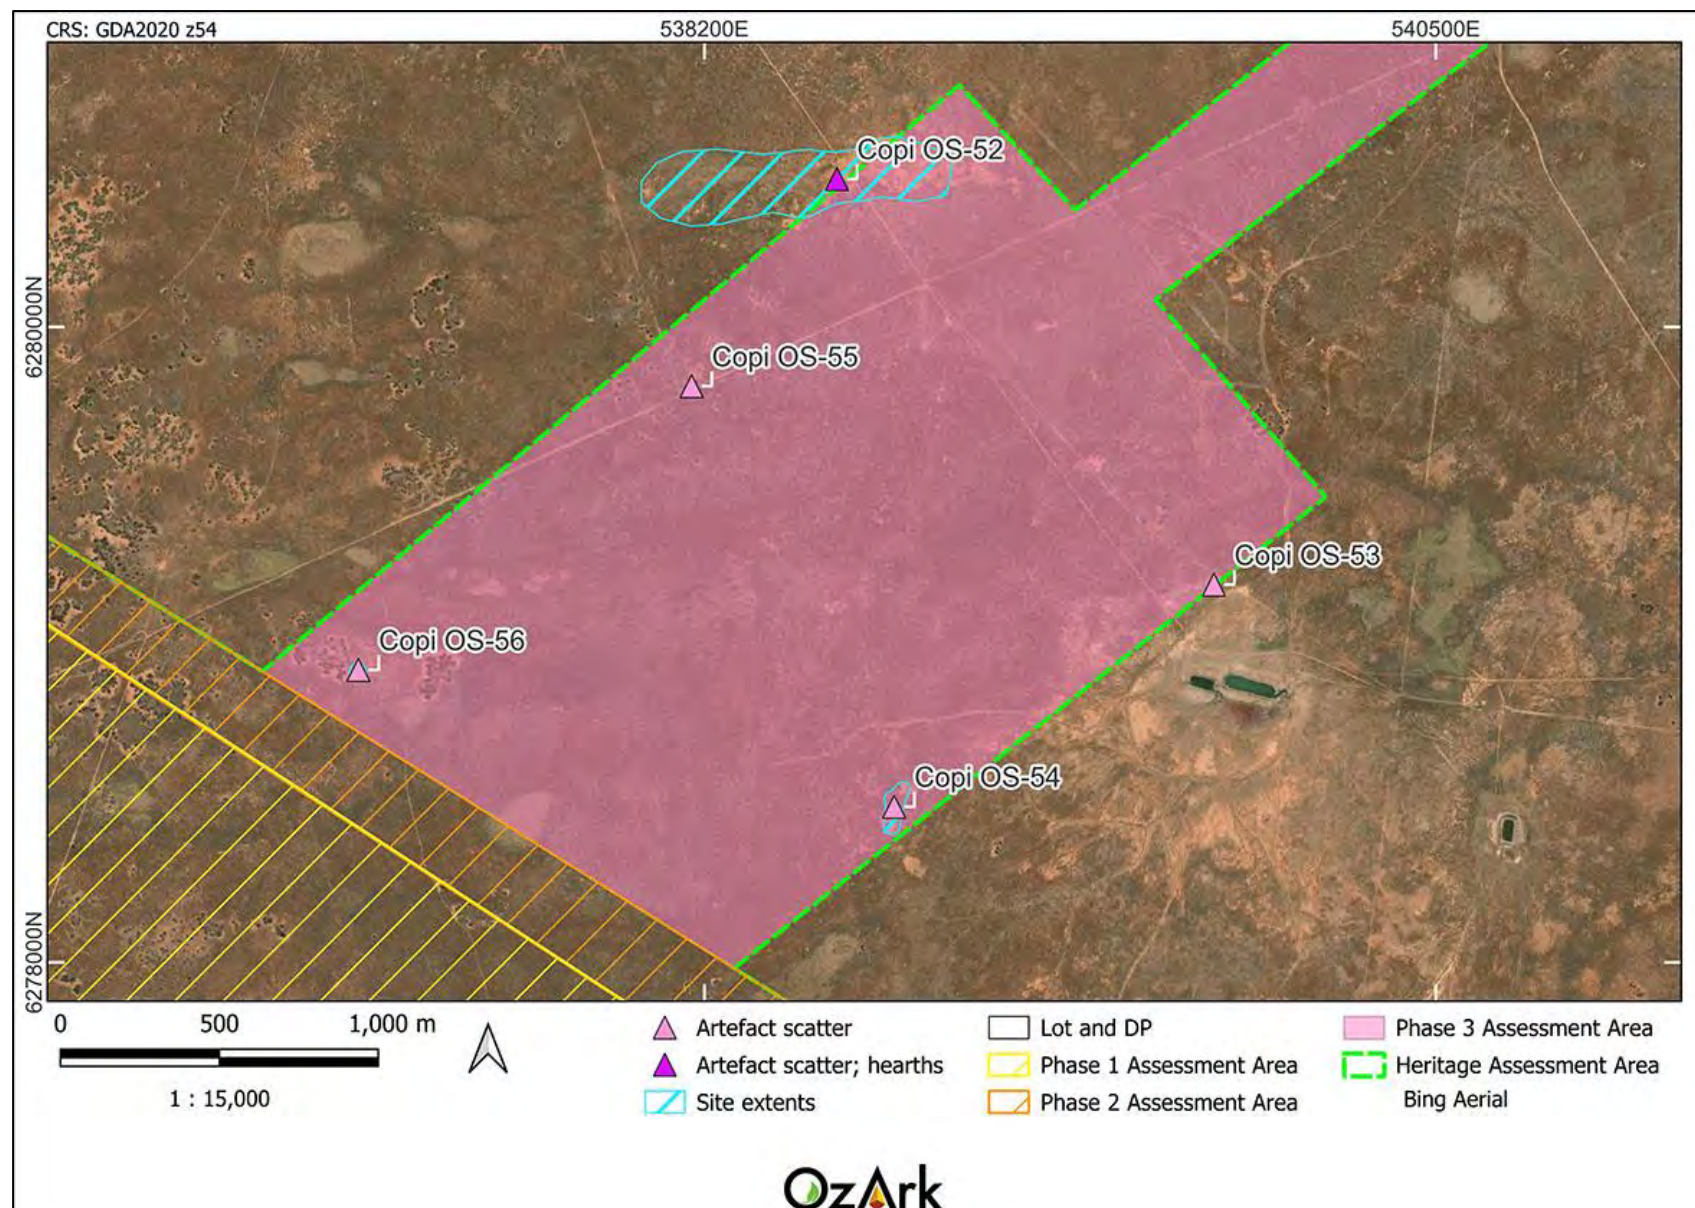 CRS: GDA2020 z54
538200E
540500E
6280000N
6278000N
Copi OS-52
Copi OS-55
Copi OS-53
Copi OS-56
Copi OS-54
0 500 1,000 m
1 : 15,000
Artefact scatter
Artefact scatter; hearths
Site extents
Lot and DP
Phase 1 Assessment Area
Phase 2 Assessment Area
Phase 3 Assessment Area
Heritage Assessment Area
Bing Aerial
OzArk